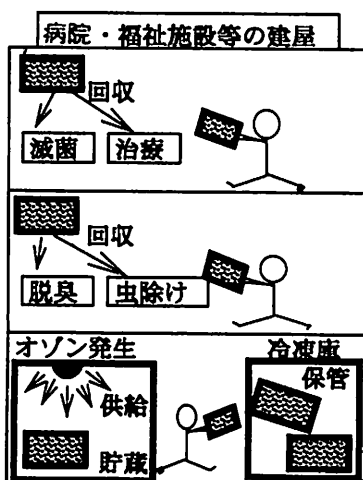 病院・福祉施設等の建屋
回収
滅菌 治療
回収
脱臭 虫除け
オゾン発生 冷凍庫
供給 保管
貯蔵